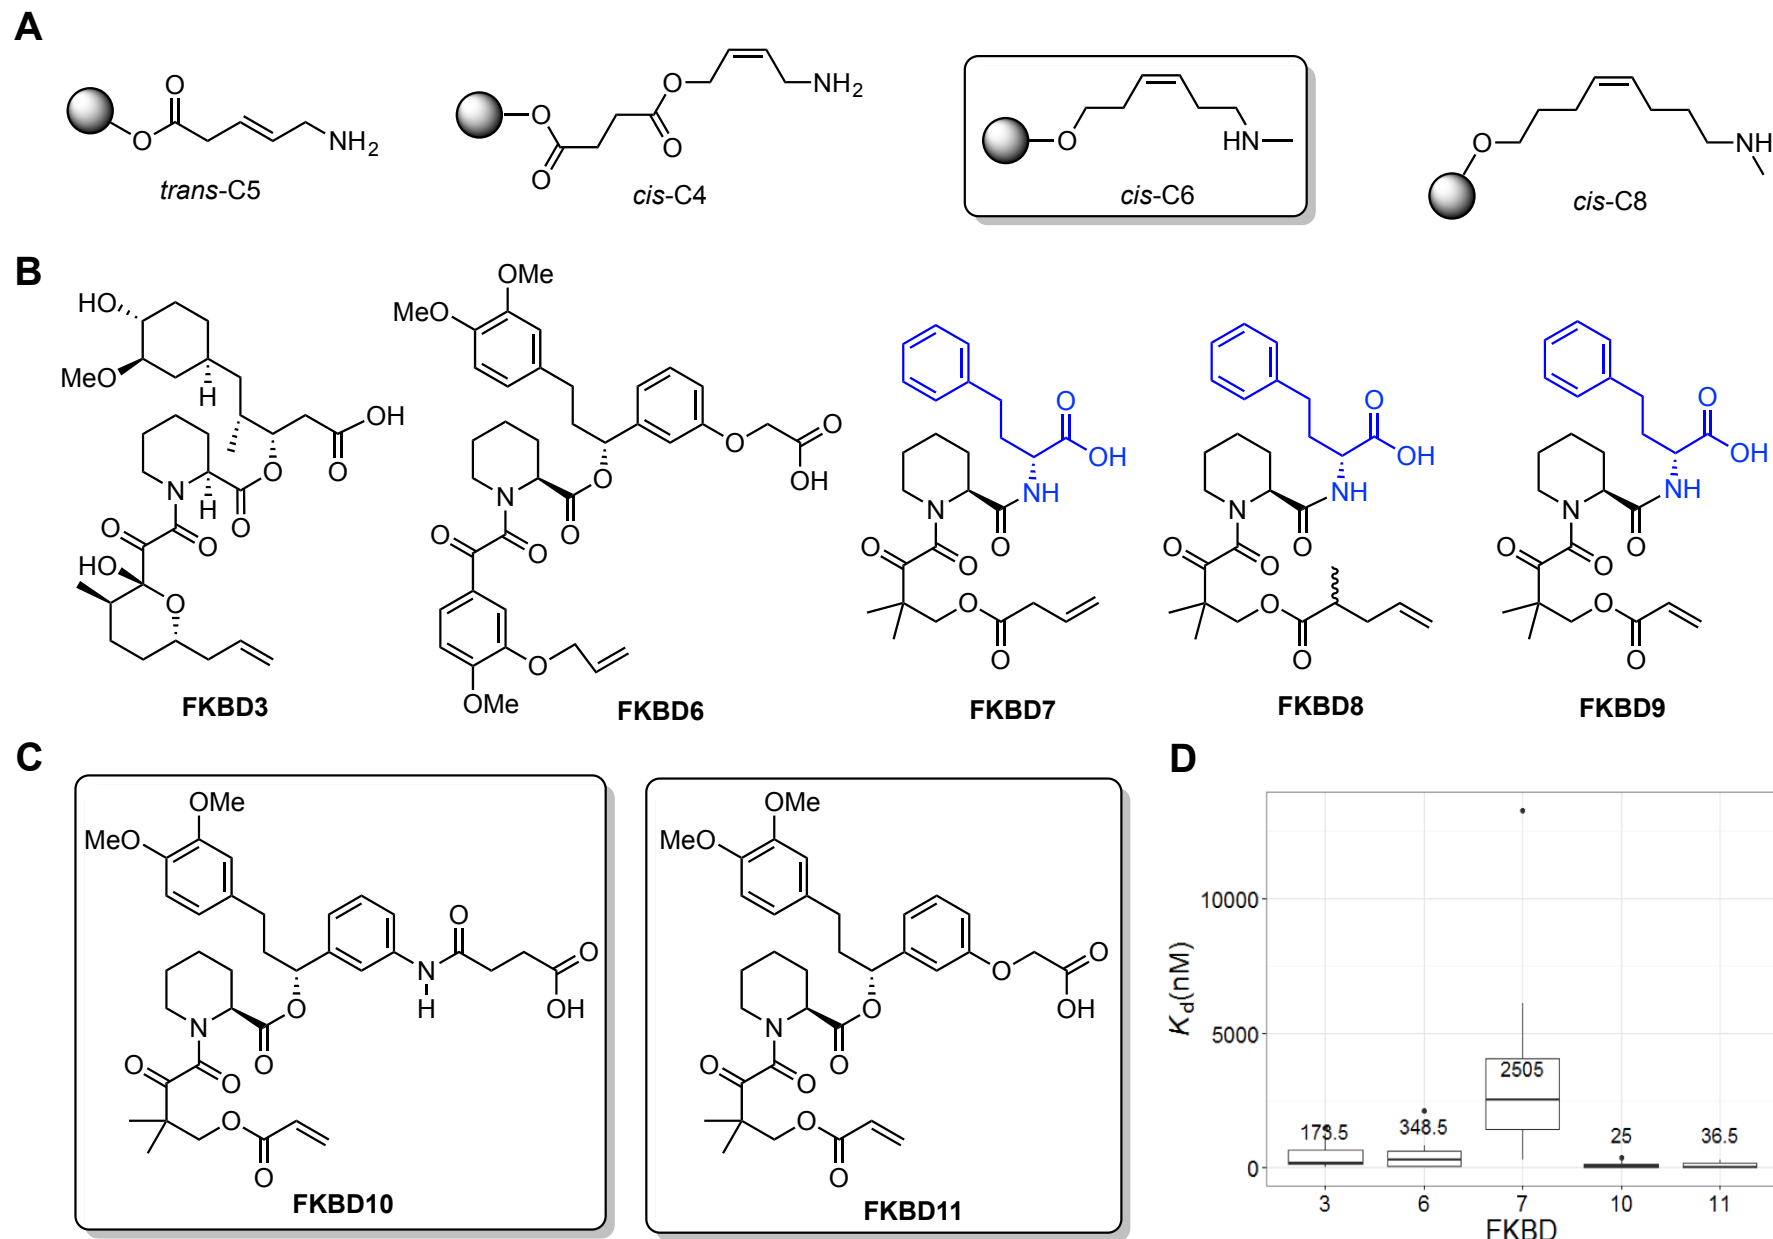 A
O
O
NH2
trans-C5
O
O
O
O
NH2
cis-C4
O
HN
cis-C6
O
NH
cis-C8
B
HO
MeO
H
OH
O
O
N
H
O
O
O
HO
O
FKBD3
OMe
MeO
O
O
OH
O
N
O
O
O
O
OMe
FKBD6
O
OH
NH
N
O
O
O
O
O
FKBD7
O
OH
NH
N
O
O
O
O
O
FKBD8
O
OH
NH
N
O
O
O
O
O
FKBD9
C
OMe
MeO
O
O
N
H
OH
O
N
O
O
O
O
O
FKBD10
OMe
MeO
O
O
OH
O
N
O
O
O
O
O
FKBD11
D
Kd(nM)
10000
5000
0
173.5
348.5
2505
25
36.5
3
6
7
10
11
FKBD